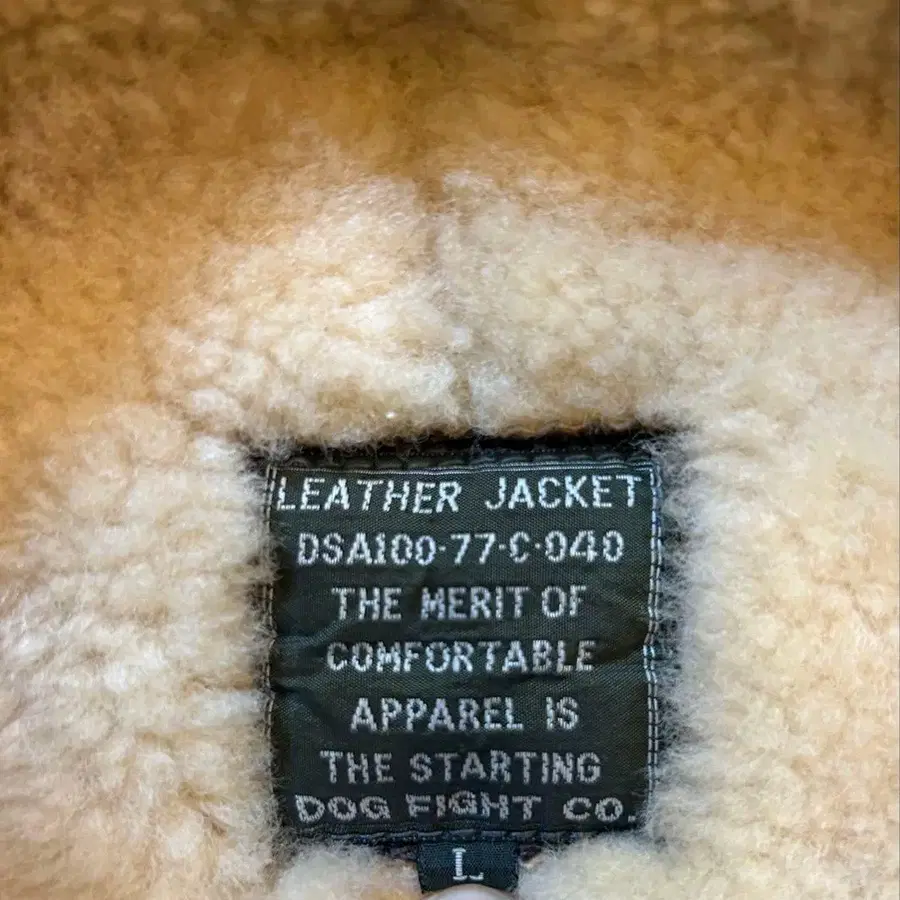 LEATHER JACKET
DSA100-77-C-040
THE MERIT OF
COMFORTABLE
APPAREL IS
THE STARTING
DOG FIGHT CO.
L